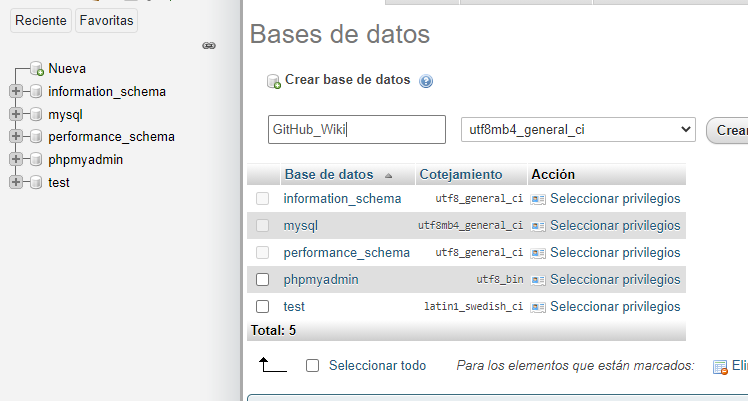 Reciente Favoritas
Nueva
information_schema
mysql
performance_schema
phpmyadmin
test
Bases de datos
Crear base de datos
GitHub_Wiki utf8mb4_general_ci Crear
Base de datos Cotejamiento Acción
information_schema utf8_general_ci Seleccionar privilegios
mysql utf8mb4_general_ci Seleccionar privilegios
performance_schema utf8_general_ci Seleccionar privilegios
phpmyadmin utf8_bin Seleccionar privilegios
test latin1_swedish_ci Seleccionar privilegios
Total: 5
Seleccionar todo Para los elementos que están marcados: